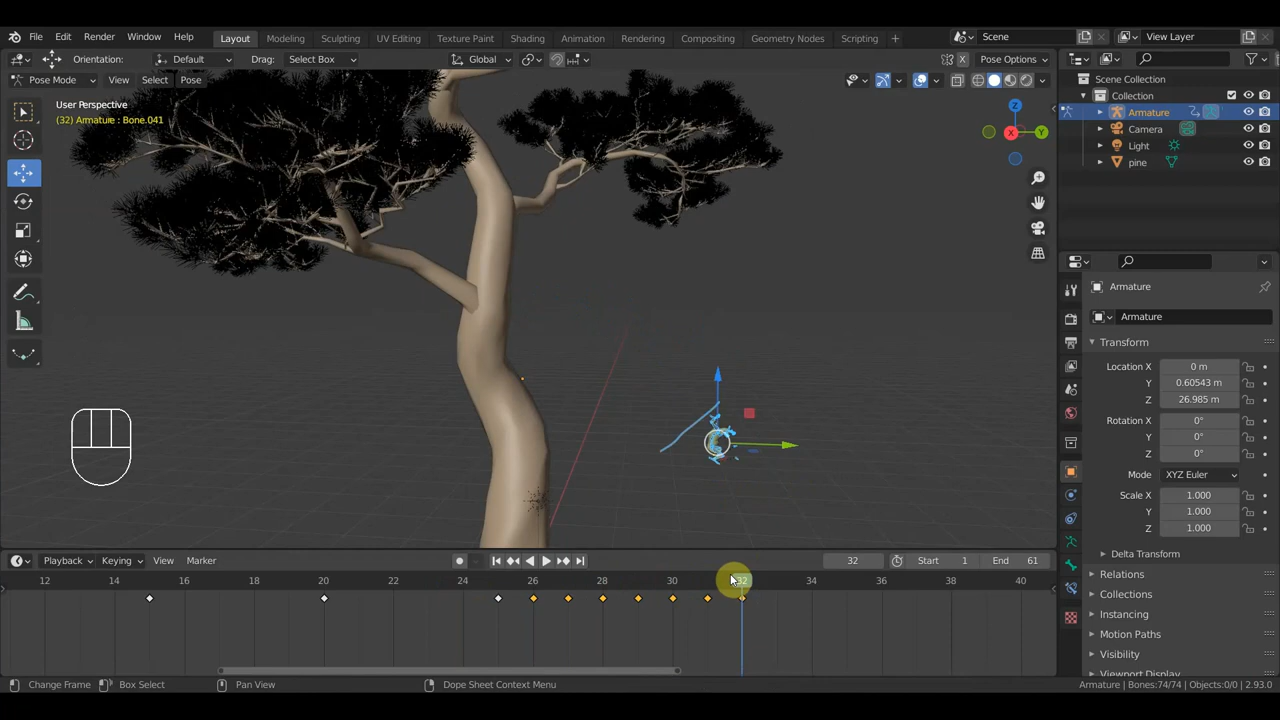 File Edit Render Window Help Layout Modeling Sculpting UV Editing Texture Paint Shading Animation Rendering Compositing Geometry Nodes Scripting + Scene View Layer
Orientation: Default Drag: Select Box Global Pose Options
Pose Mode View Select Pose
Scene Collection
User Perspective
Collection
(32) Armature : Bone.041
Armature
Camera
Light
pine
Z
X Y
Armature
Armature
Transform
Location X 0 m
Y 0.60543 m
Z 26.985 m
Rotation X 0°
Y 0°
Z 0°
Mode XYZ Euler
Scale X 1.000
Y 1.000
Z 1.000
Delta Transform
Playback Keying View Marker 32 Start 1 End 61
12 14 16 18 20 22 24 26 28 30 32 34 36 38 40
Relations
Collections
Instancing
Motion Paths
Visibility
Viewport Display
Change Frame Box Select Pan View Dope Sheet Context Menu Armature | Bones:74/74 | Objects:0/0 | 2.93.0